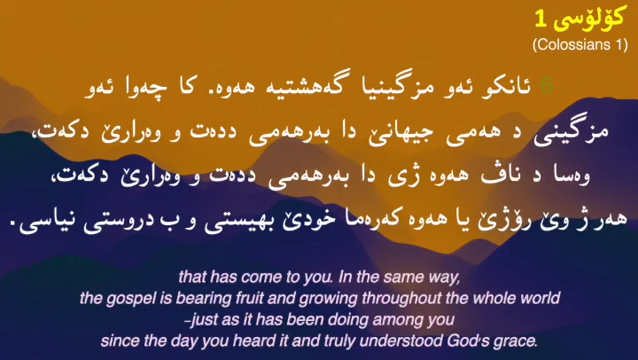 کۆلۆسی 1
(Colossians 1)
6 ئانکو ئەو مزگینیا گەهشتیە هەوە. کا چەوا ئەو
مزگینی د هەمی جیهانێ دا بەرهەمی ددەت و وەرارێ دکەت،
وەسا د ناڤ هەوە ژی دا بەرهەمی ددەت و وەرارێ دکەت،
هەر ژ وێ رۆژێ یا هەوە کەرەما خودێ بهیستی و ب دروستی نیاسی.
that has come to you. In the same way,
the gospel is bearing fruit and growing throughout the whole world
–just as it has been doing among you
since the day you heard it and truly understood God's grace.